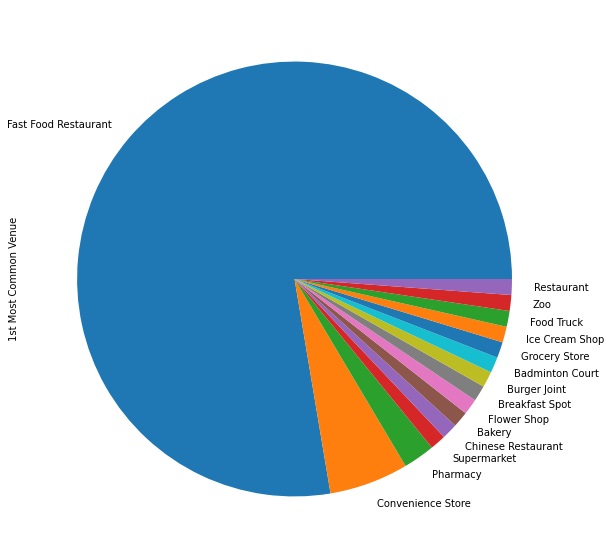 Fast Food Restaurant
1st Most Common Venue
Restaurant
Zoo
Food Truck
Ice Cream Shop
Grocery Store
Badminton Court
Burger Joint
Breakfast Spot
Flower Shop
Bakery
Chinese Restaurant
Supermarket
Pharmacy
Convenience Store